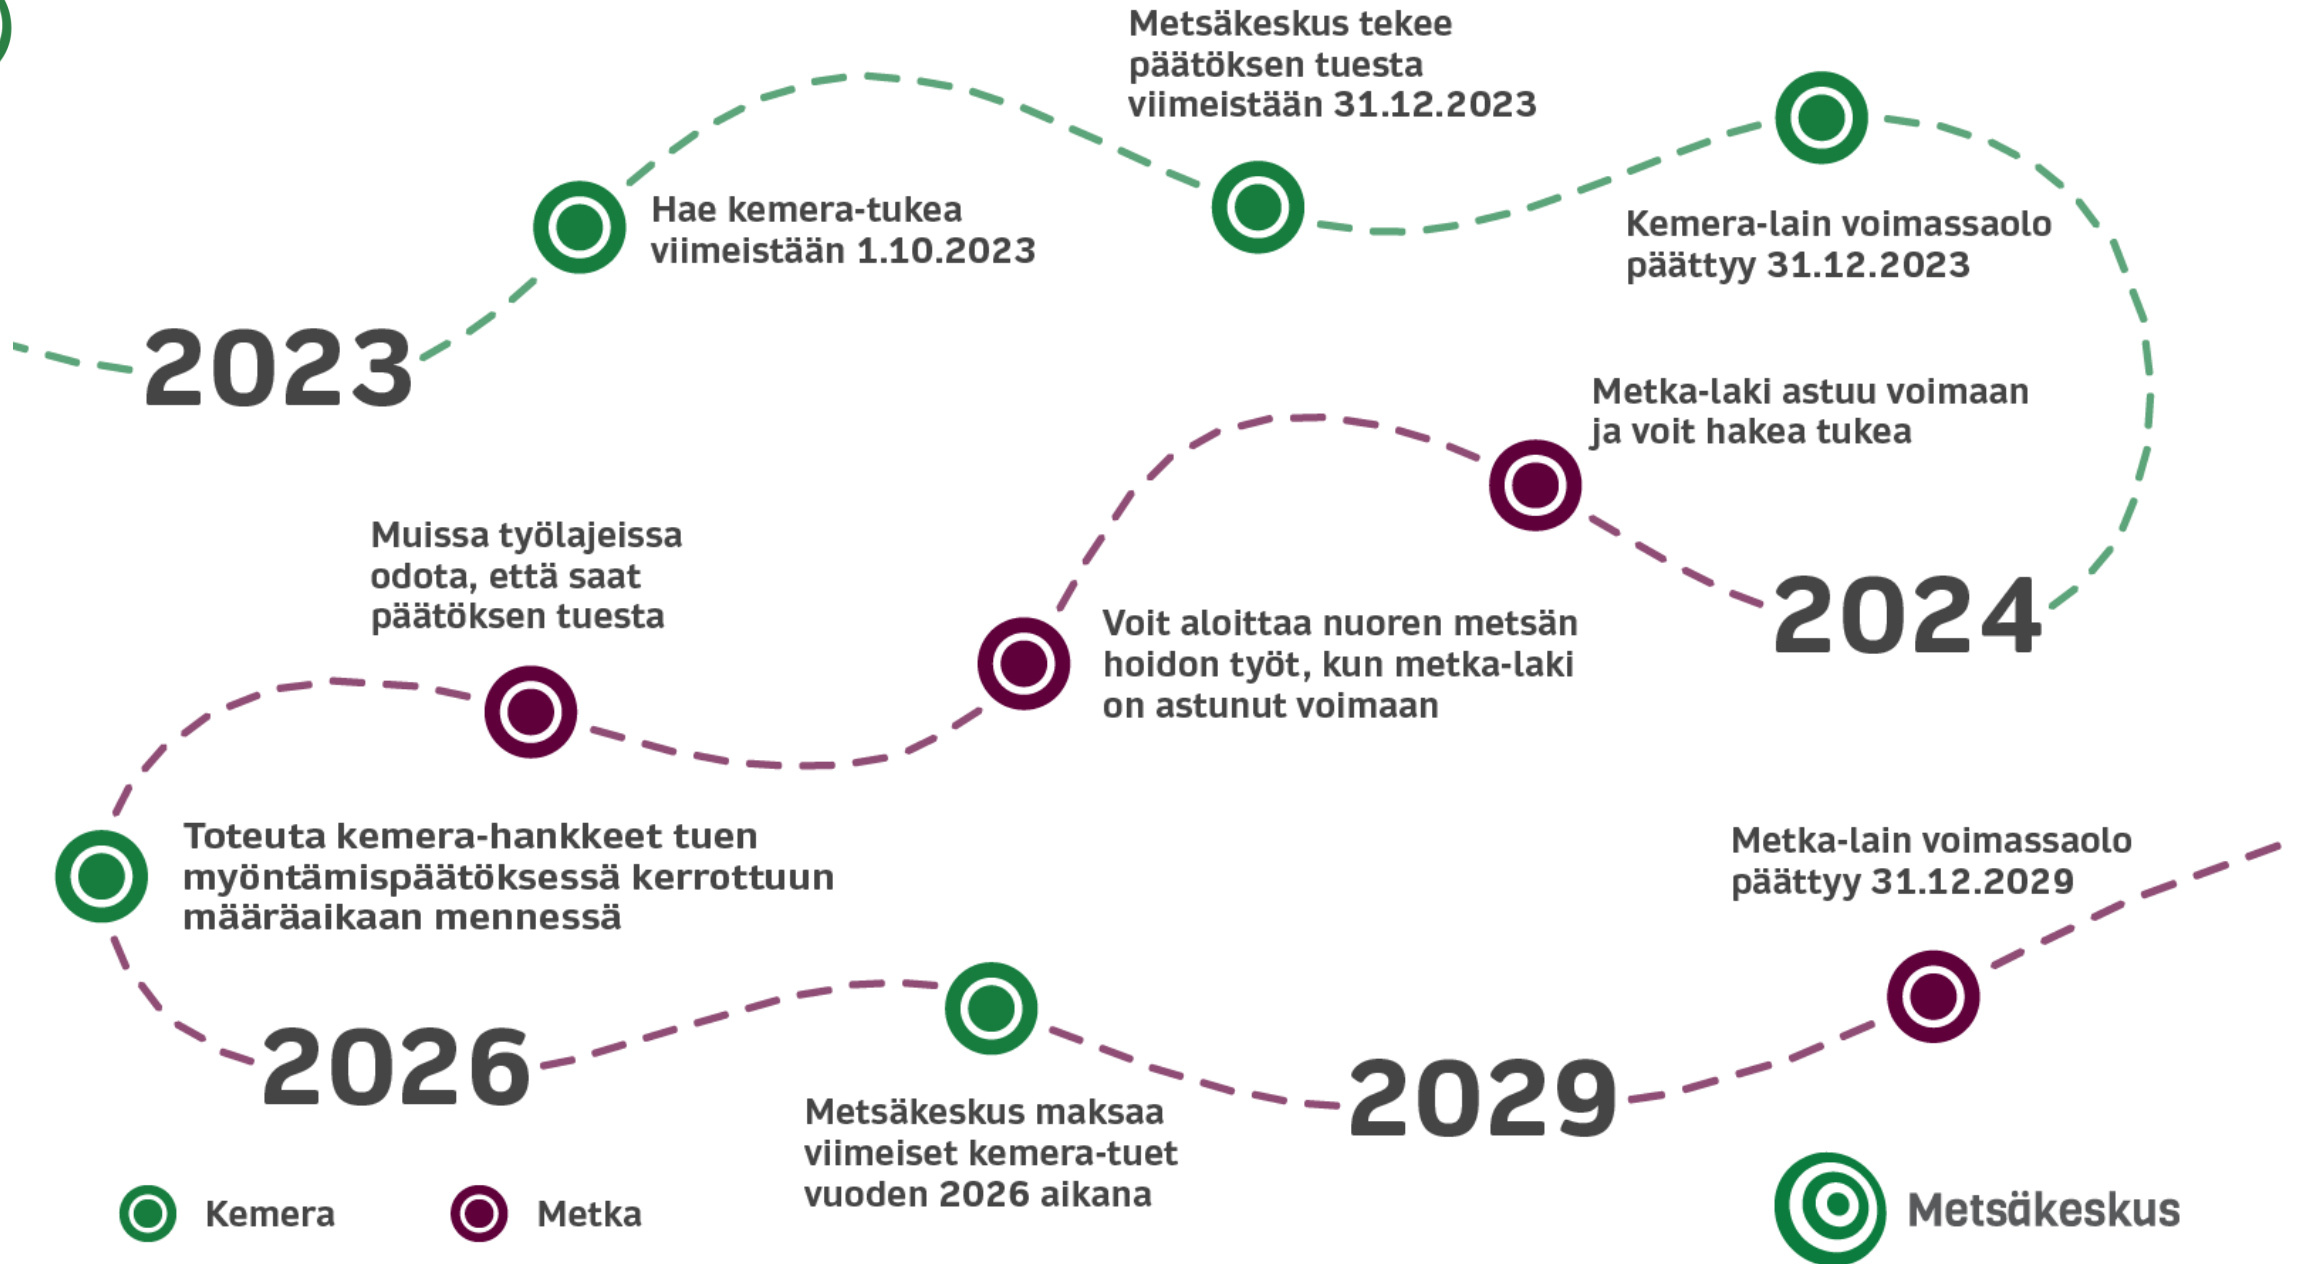 2023
Hae kemera-tukea
viimeistään 1.10.2023
Metsäkeskus tekee
päätöksen tuesta
viimeistään 31.12.2023
Kemera-lain voimassaolo
päättyy 31.12.2023
2024
Metka-laki astuu voimaan
ja voit hakea tukea
Voit aloittaa nuoren metsän
hoidon työt, kun metka-laki
on astunut voimaan
Muissa työlajeissa
odota, että saat
päätöksen tuesta
Toteuta kemera-hankkeet tuen
myöntämispäätöksessä kerrottuun
määräaikaan mennessä
2026
Metsäkeskus maksaa
viimeiset kemera-tuet
vuoden 2026 aikana
2029
Metka-lain voimassaolo
päättyy 31.12.2029
Kemera
Metka
Metsäkeskus